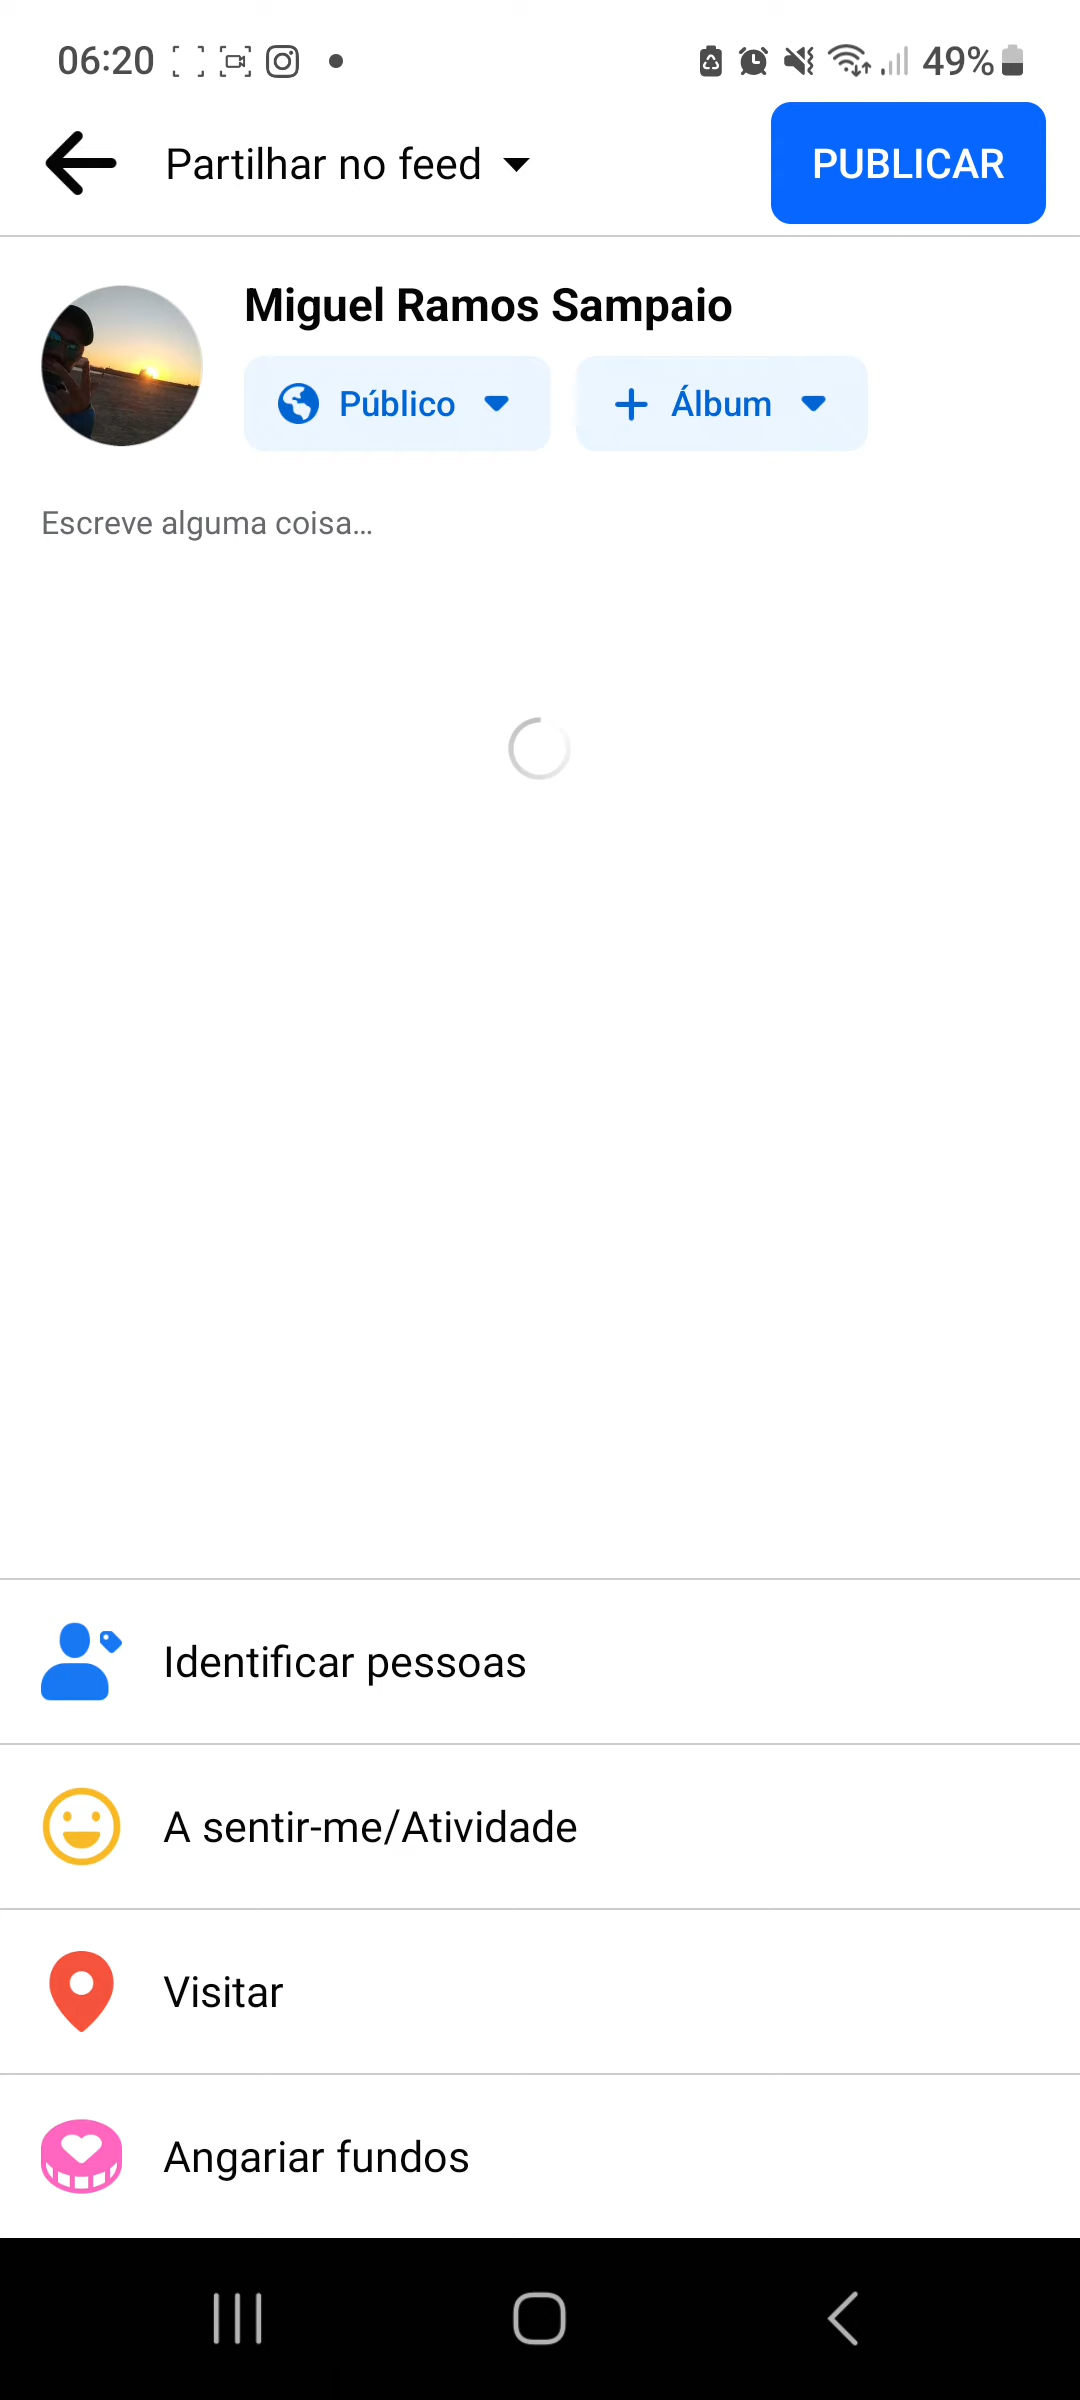 06:20
49%
Partilhar no feed
PUBLICAR
Miguel Ramos Sampaio
Público
Álbum
Escreve alguma coisa...
Identificar pessoas
A sentir-me/Atividade
Visitar
Angariar fundos